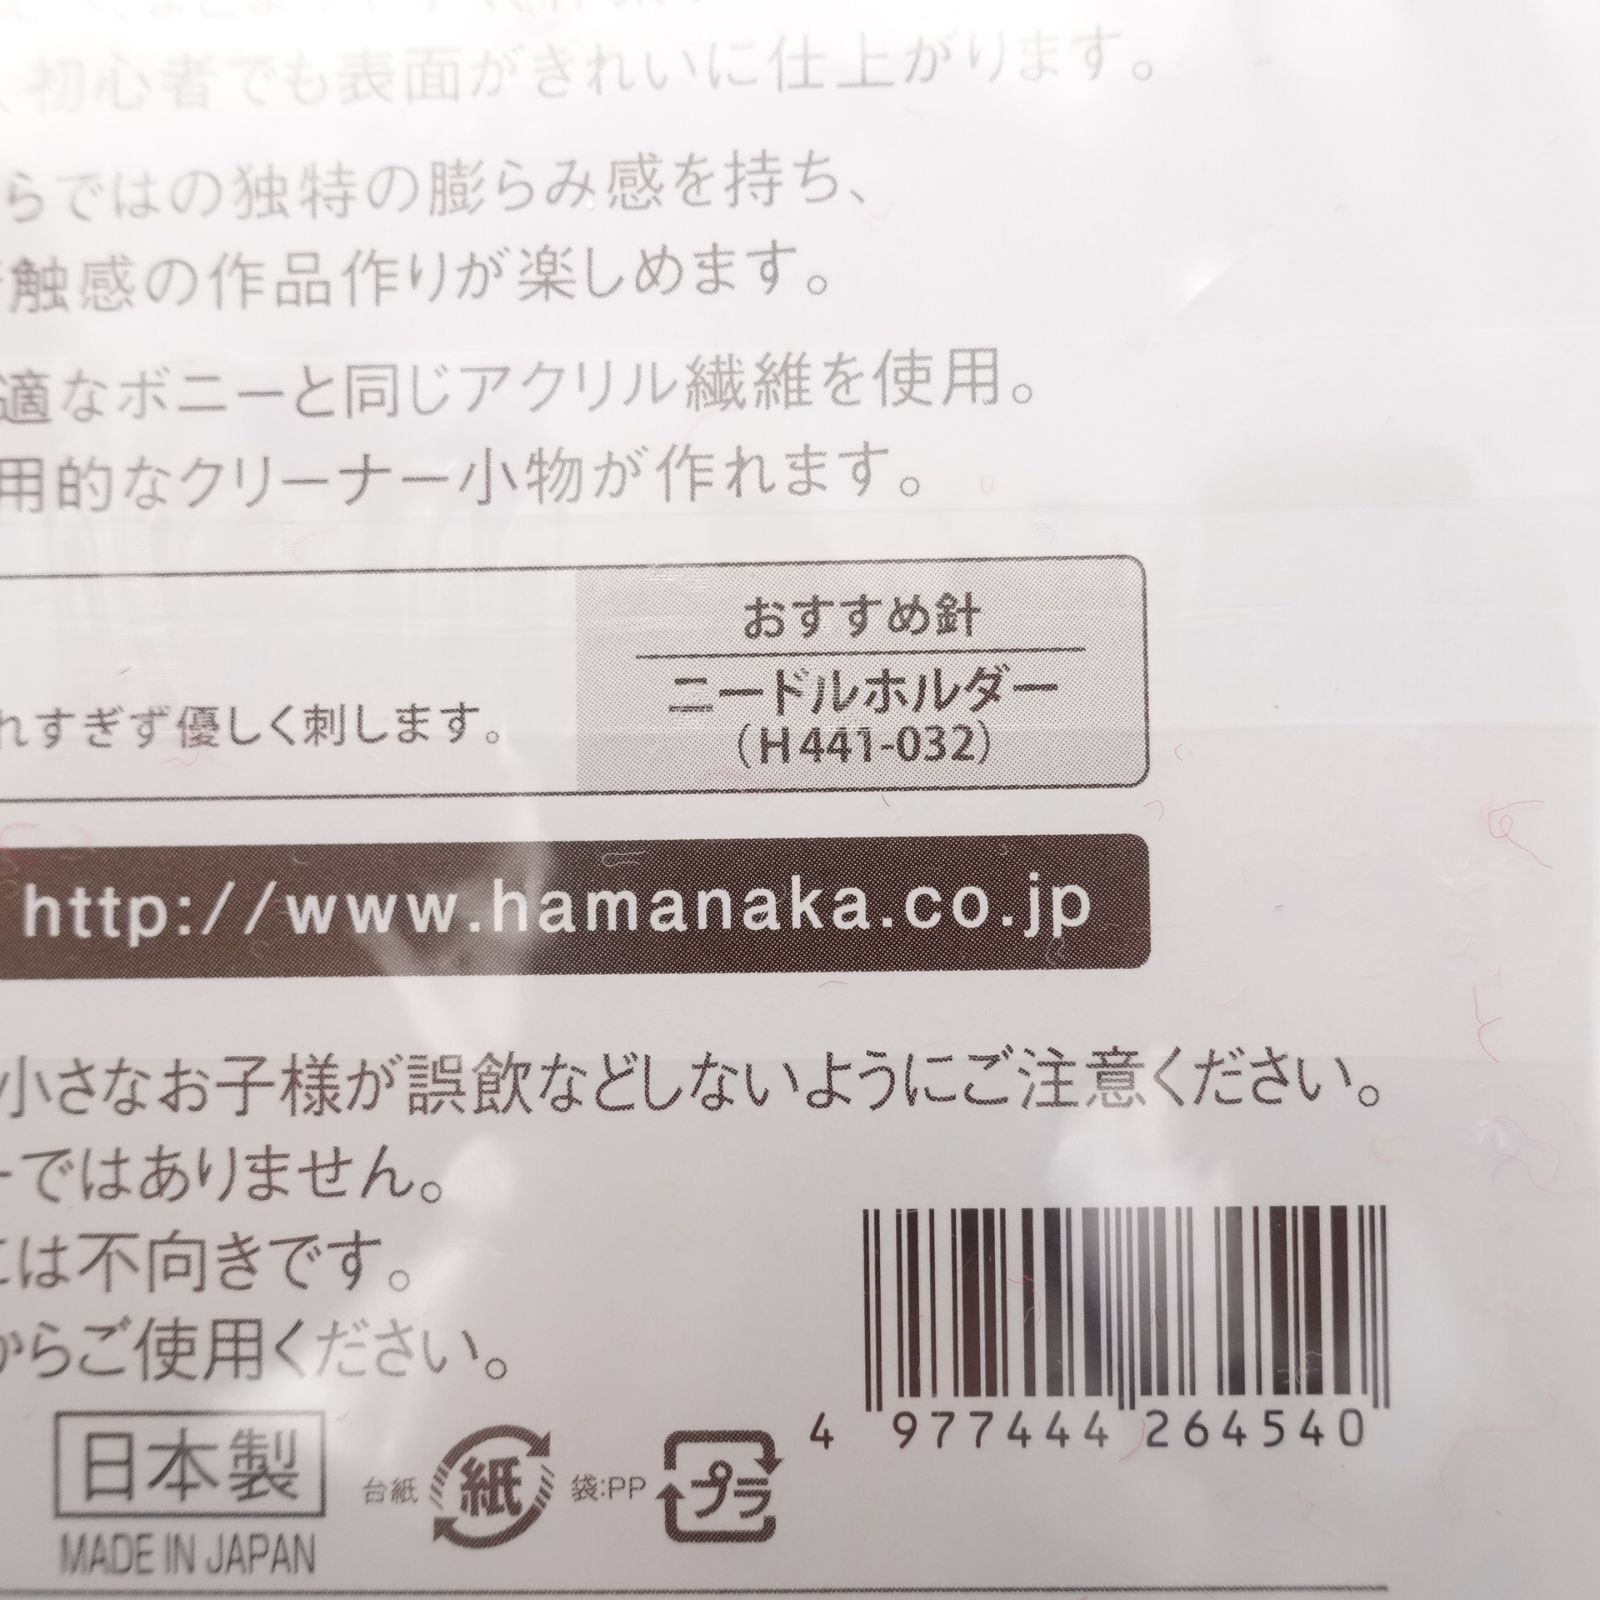 、初心者でも表面がきれいに仕上がります。
らではの独特の膨らみ感を持ち、
触感の作品作りが楽しめます。
適なボニーと同じアクリル繊維を使用。
用的なクリーナー小物が作れます。
おすすめ針
ニードルホルダー
(H441-032)
れすぎず優しく刺します。
http://www.hamanaka.co.jp
小さなお子様が誤飲などしないようにご注意ください。
ーではありません。
には不向きです。
からご使用ください。
4 977444 264540
日本製
MADE IN JAPAN
台紙 紙 袋:PP プラ